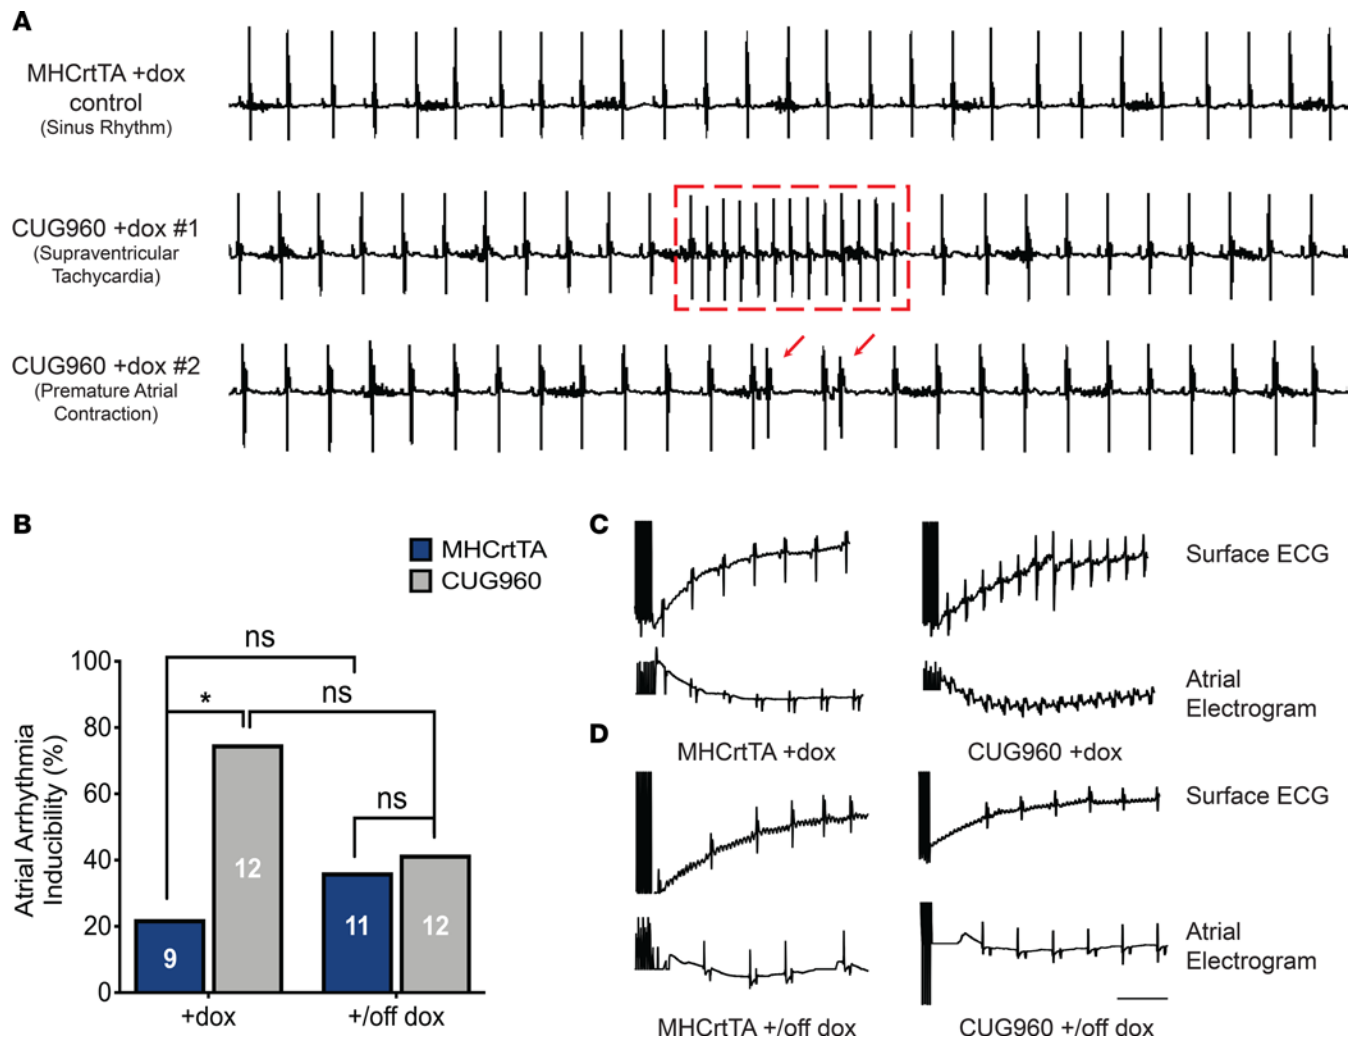 A
MHCrtTA +dox
control
(Sinus Rhythm)
CUG960 +dox #1
(Supraventricular
Tachycardia)
CUG960 +dox #2
(Premature Atrial
Contraction)
B
MHCrtTA
CUG960
Atrial Arrhythmia
Inducibility (%)
100
80
60
40
20
0
ns
*
ns
ns
9
12
11
12
+dox
+/off dox
C
Surface ECG
Atrial
Electrogram
MHCrtTA +dox
CUG960 +dox
D
Surface ECG
Atrial
Electrogram
MHCrtTA +/off dox
CUG960 +/off dox